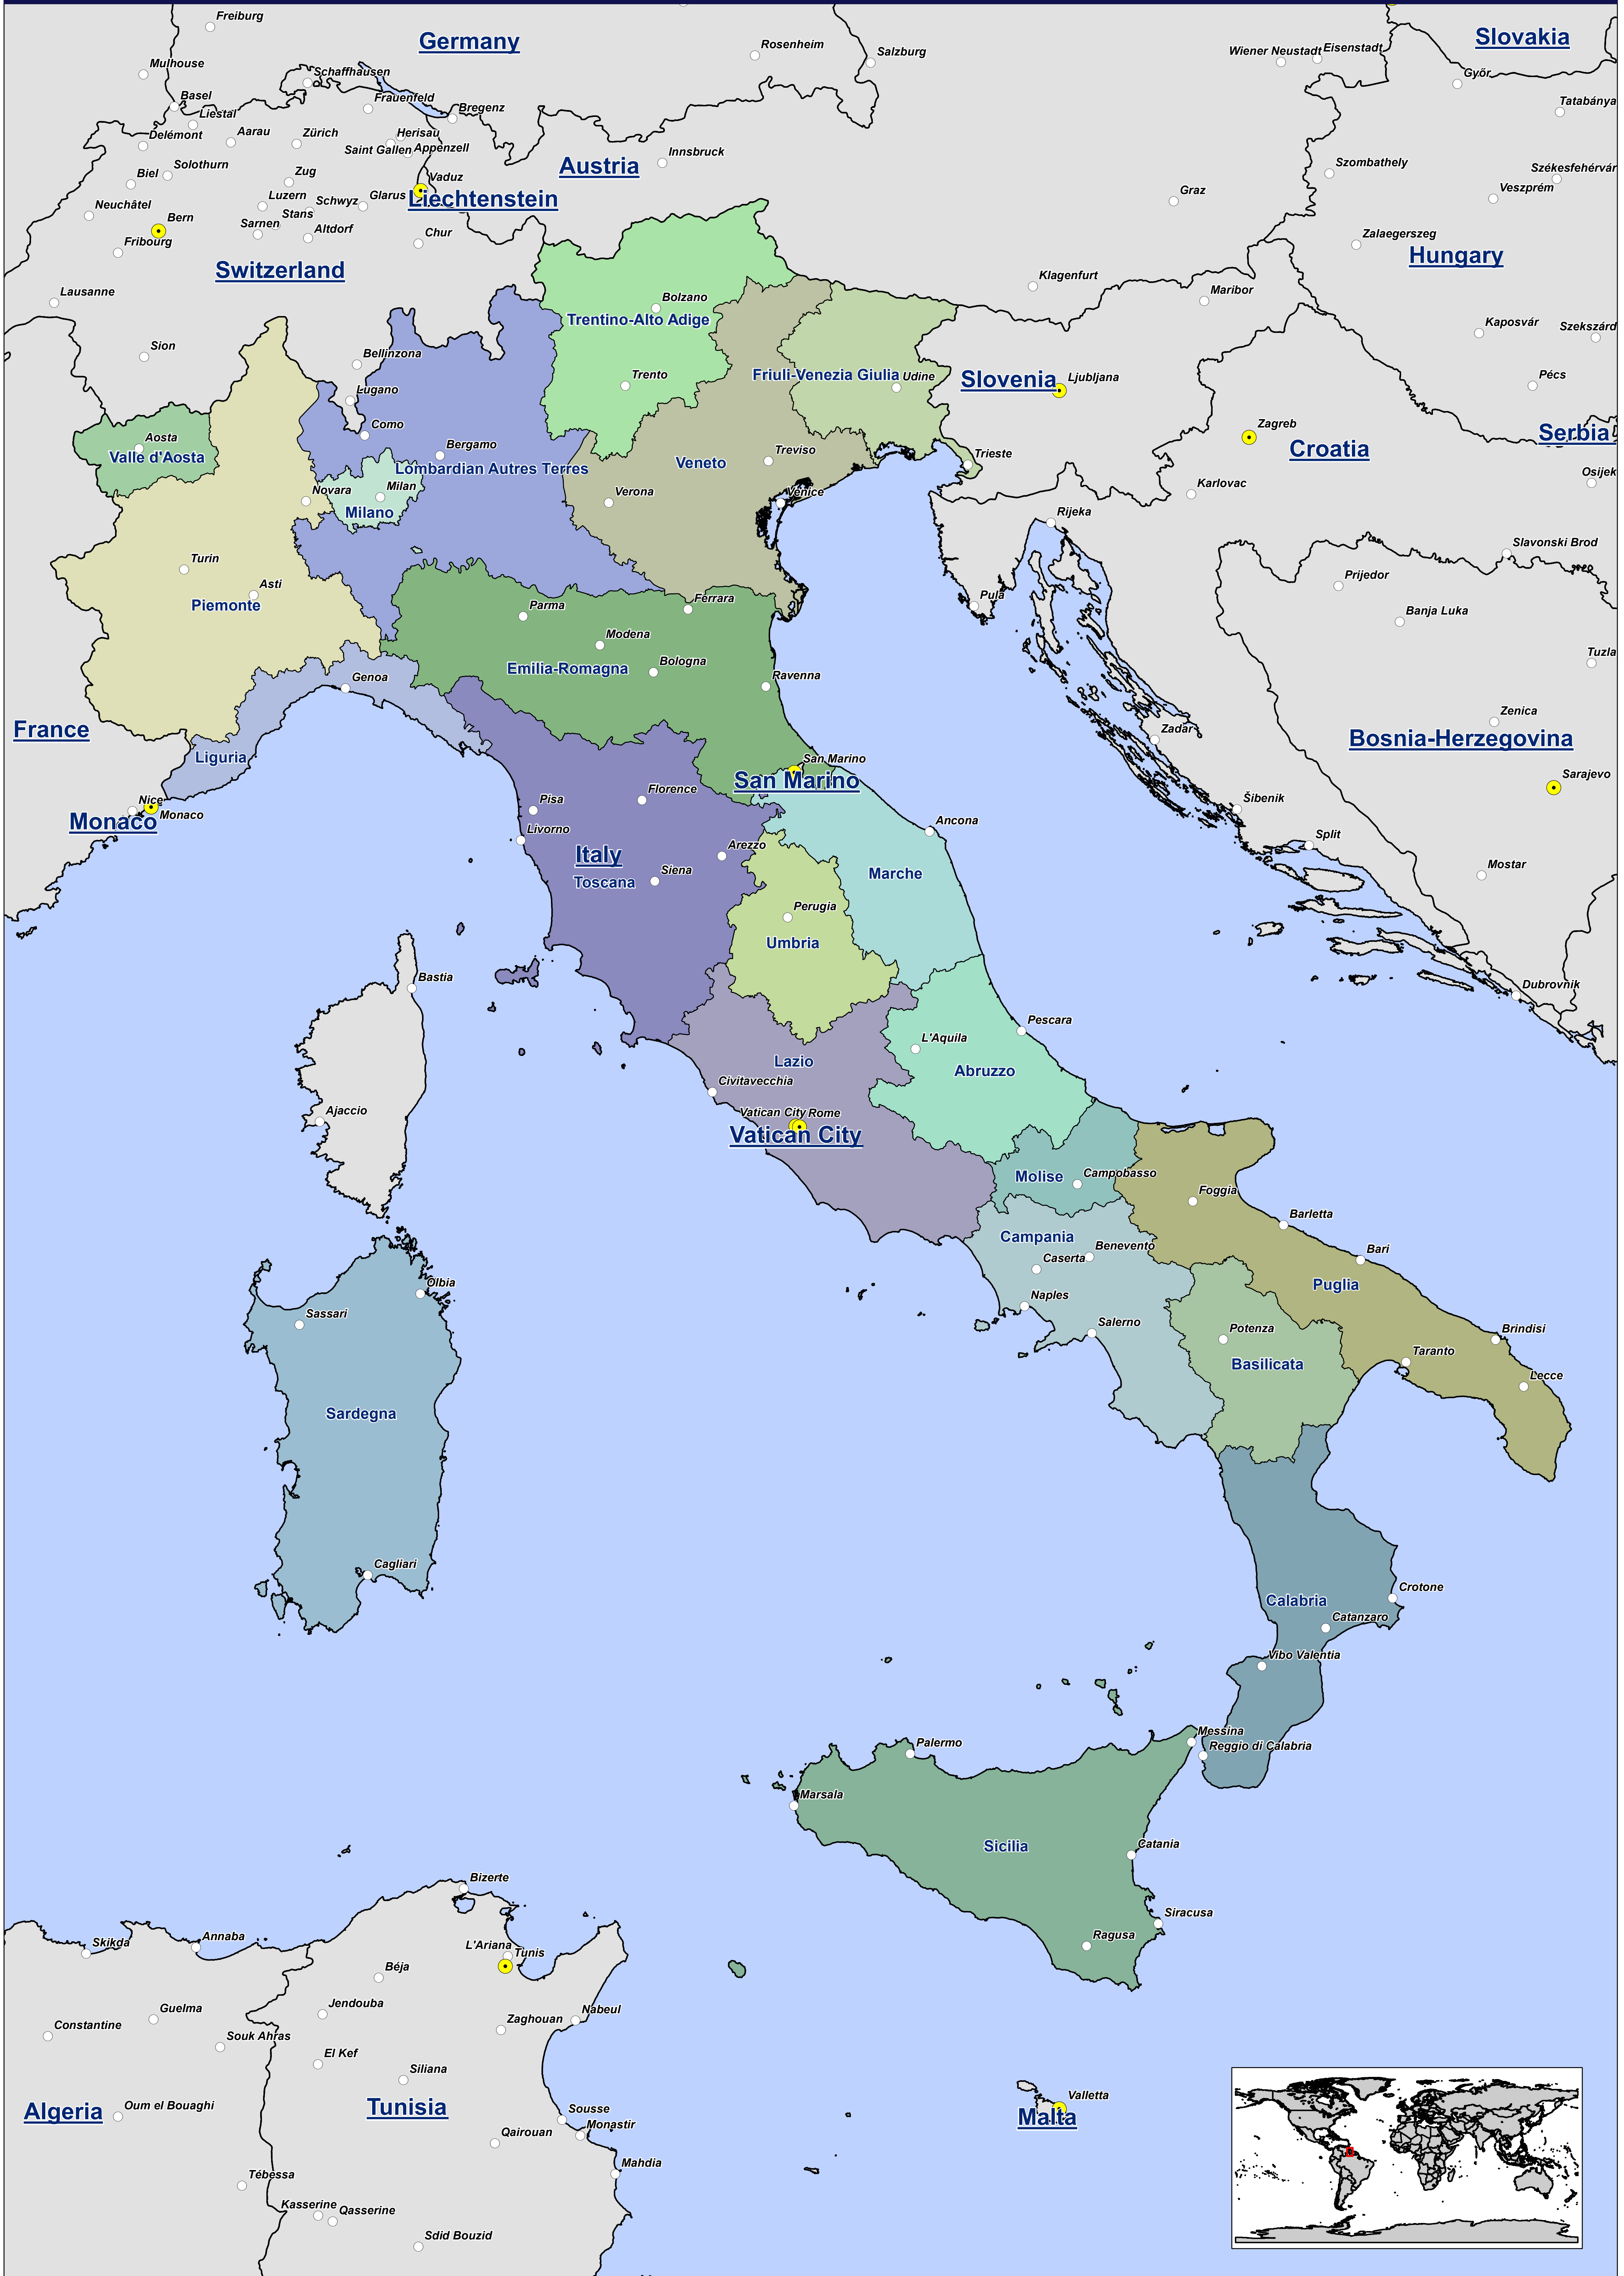 Freiburg
Germany
Rosenheim
Salzburg
Wiener Neustadt
Eisenstadt
Slovakia
Mulhouse
Schaffhausen
Győr
Basel
Frauenfeld
Bregenz
Tatabánya
Liestal
Delémont
Aarau
Zürich
Herisau
Saint Gallen
Appenzell
Innsbruck
Austria
Szombathely
Biel
Solothurn
Zug
Vaduz
Székesfehérvár
Liechtenstein
Graz
Veszprém
Neuchâtel
Luzern
Schwyz
Glarus
Stans
Bern
Sarnen
Altdorf
Chur
Fribourg
Zalaegerszeg
Hungary
Switzerland
Klagenfurt
Lausanne
Maribor
Bolzano
Trentino-Alto Adige
Kaposvár
Szekszárd
Sion
Bellinzona
Trento
Friuli-Venezia Giulia
Udine
Slovenia
Ljubljana
Pécs
Lugano
Como
Zagreb
Serbia
Aosta
Valle d'Aosta
Bergamo
Lombardian Autres Terres
Veneto
Treviso
Trieste
Croatia
Osijek
Novara
Milan
Milano
Verona
Venice
Karlovac
Rijeka
Slavonski Brod
Turin
Asti
Piemonte
Parma
Ferrara
Pula
Prijedor
Banja Luka
Modena
Emilia-Romagna
Bologna
Tuzla
Genoa
Ravenna
France
Zenica
Zadar
Bosnia-Herzegovina
Liguria
San Marino
San Marino
Sarajevo
Nice
Monaco
Monaco
Pisa
Florence
Šibenik
Livorno
Ancona
Split
Italy
Arezzo
Toscana
Siena
Marche
Mostar
Perugia
Umbria
Bastia
Dubrovnik
Pescara
L'Aquila
Lazio
Abruzzo
Civitavecchia
Ajaccio
Vatican City
Rome
Vatican City
Molise
Campobasso
Foggia
Barletta
Campania
Benevento
Caserta
Bari
Olbia
Puglia
Naples
Sassari
Salerno
Potenza
Brindisi
Basilicata
Taranto
Lecce
Sardegna
Cagliari
Crotone
Calabria
Catanzaro
Vibo Valentia
Messina
Palermo
Reggio di Calabria
Marsala
Sicilia
Catania
Bizerte
Siracusa
Skikda
Annaba
L'Ariana
Tunis
Ragusa
Béja
Jendouba
Guelma
Nabeul
Zaghouan
Constantine
Souk Ahras
El Kef
Siliana
Algeria
Oum el Bouaghi
Tunisia
Sousse
Valletta
Malta
Monastir
Qairouan
Mahdia
Tébessa
Kasserine
Qasserine
Sdid Bouzid